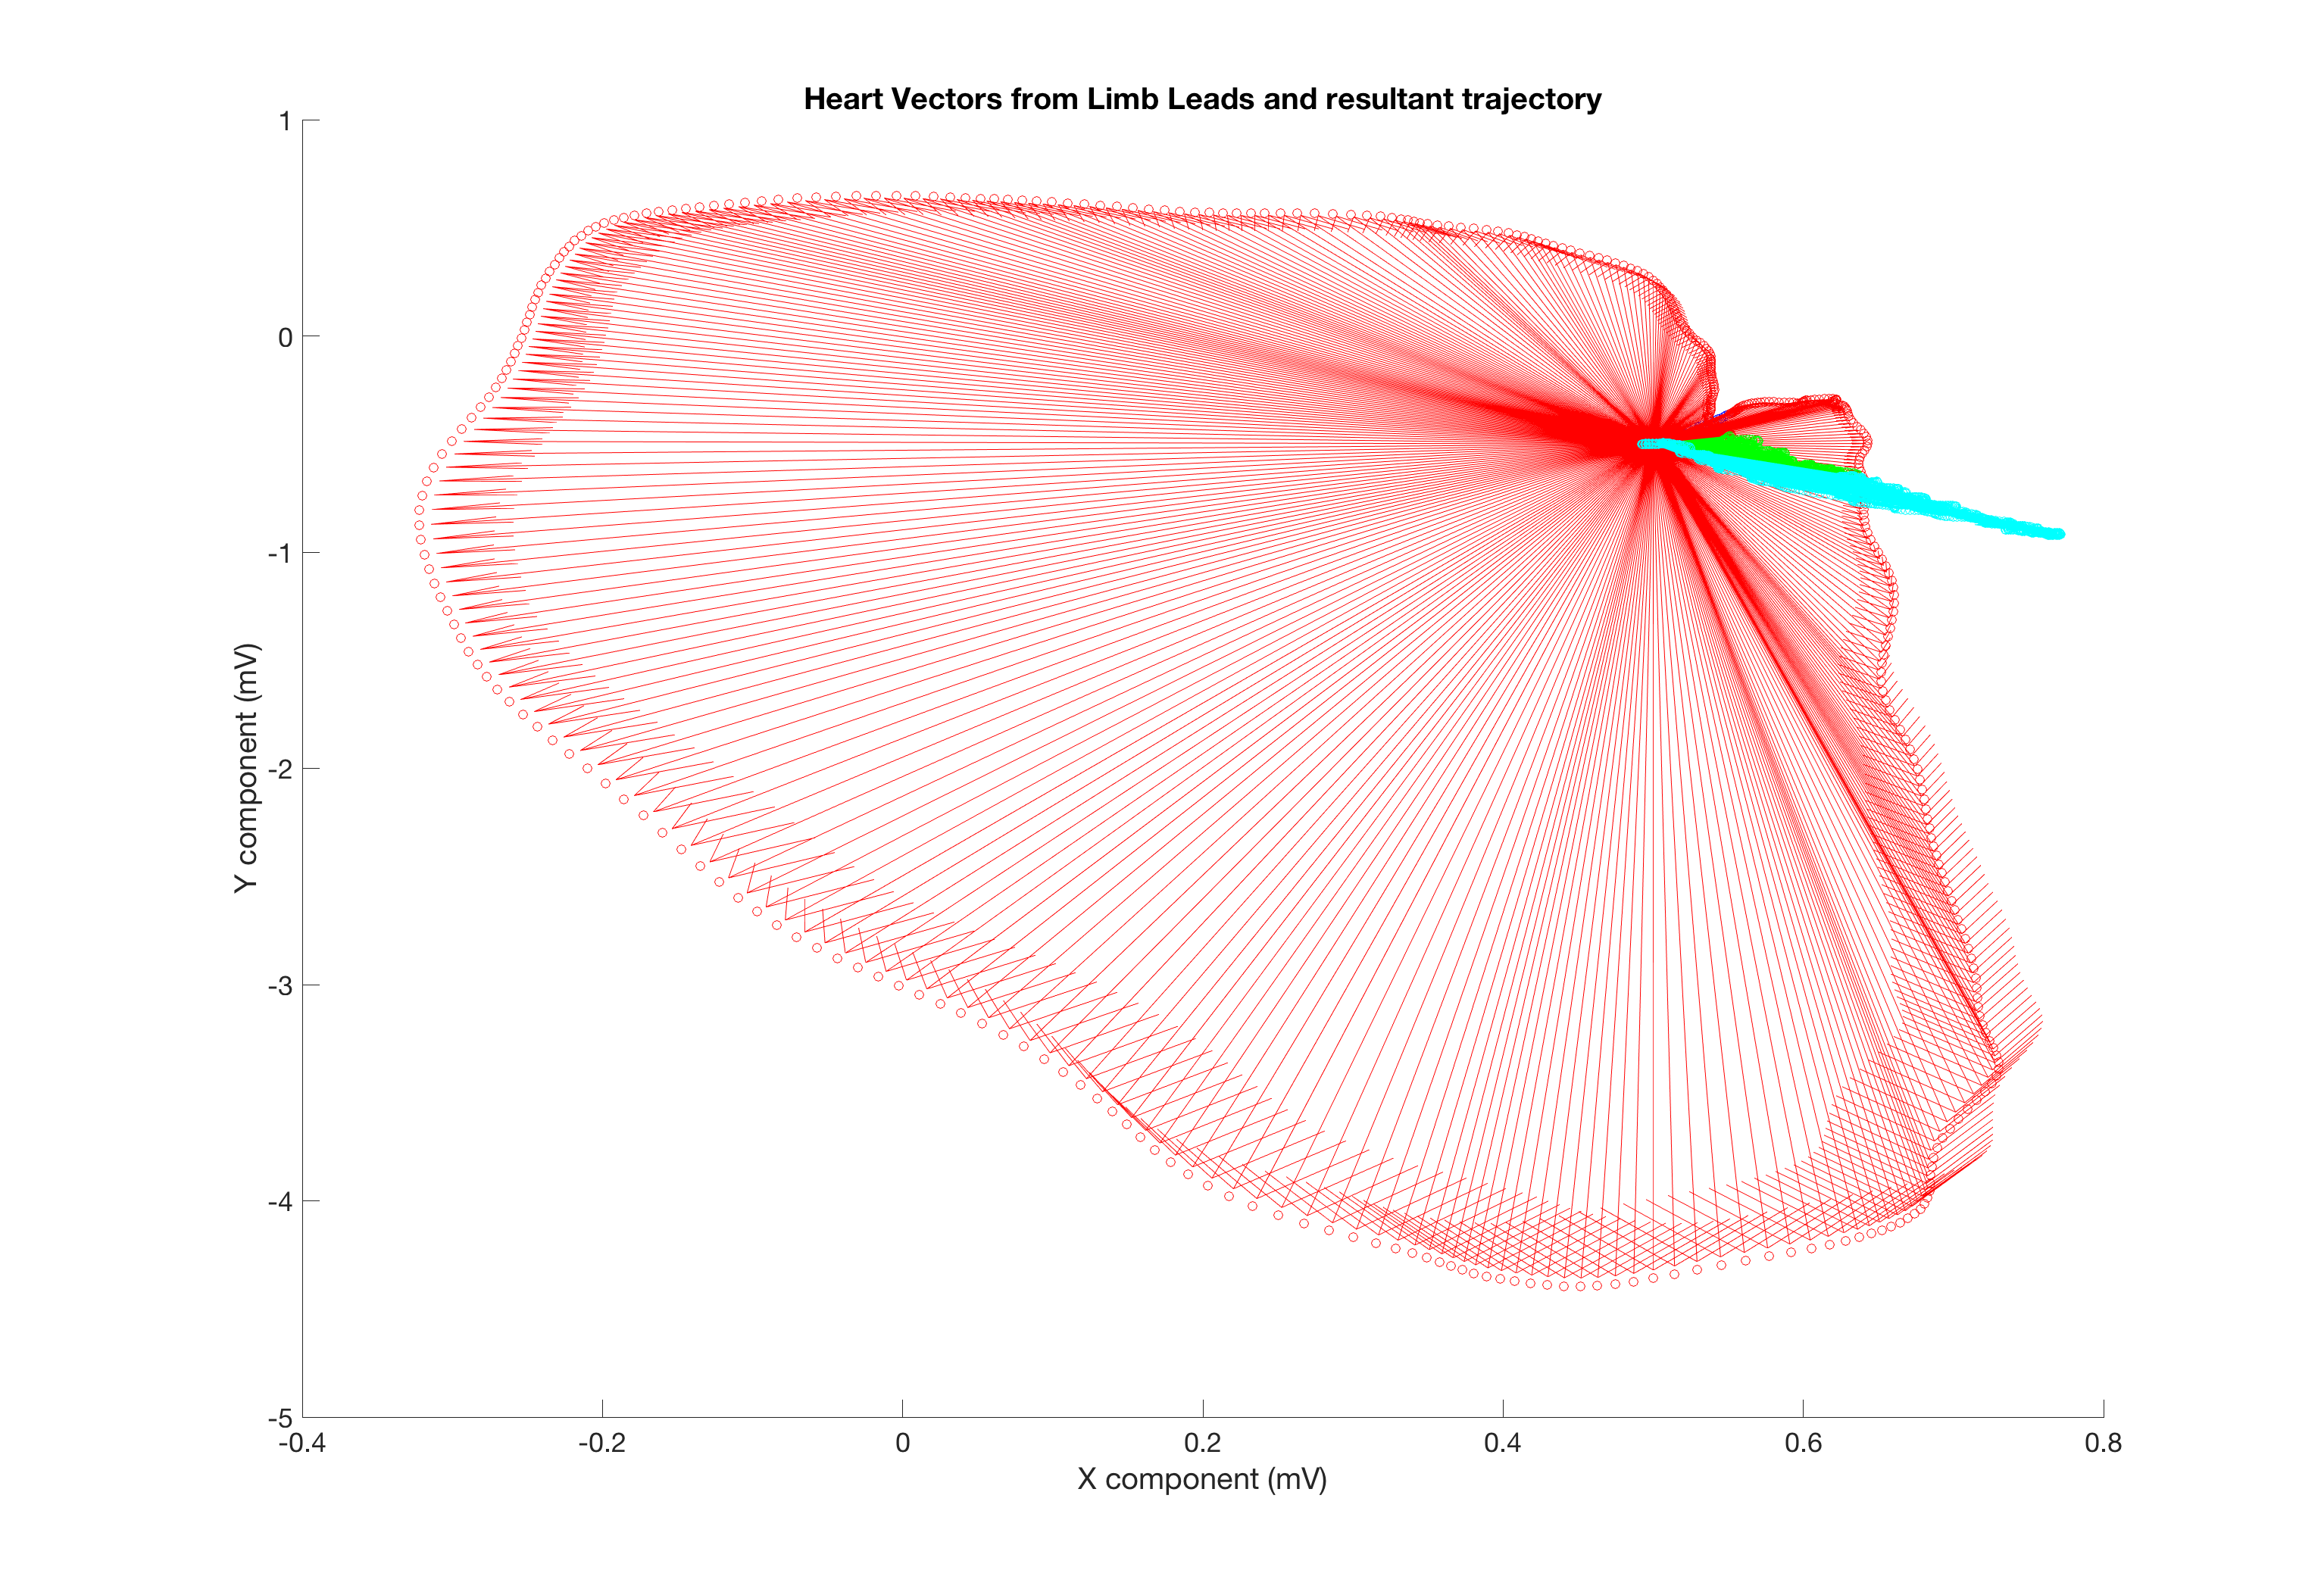 Heart Vectors from Limb Leads and resultant trajectory
1
0
-1
-2
-3
-4
-5
Y component (mV)
-0.4 -0.2 0 0.2 0.4 0.6 0.8
X component (mV)